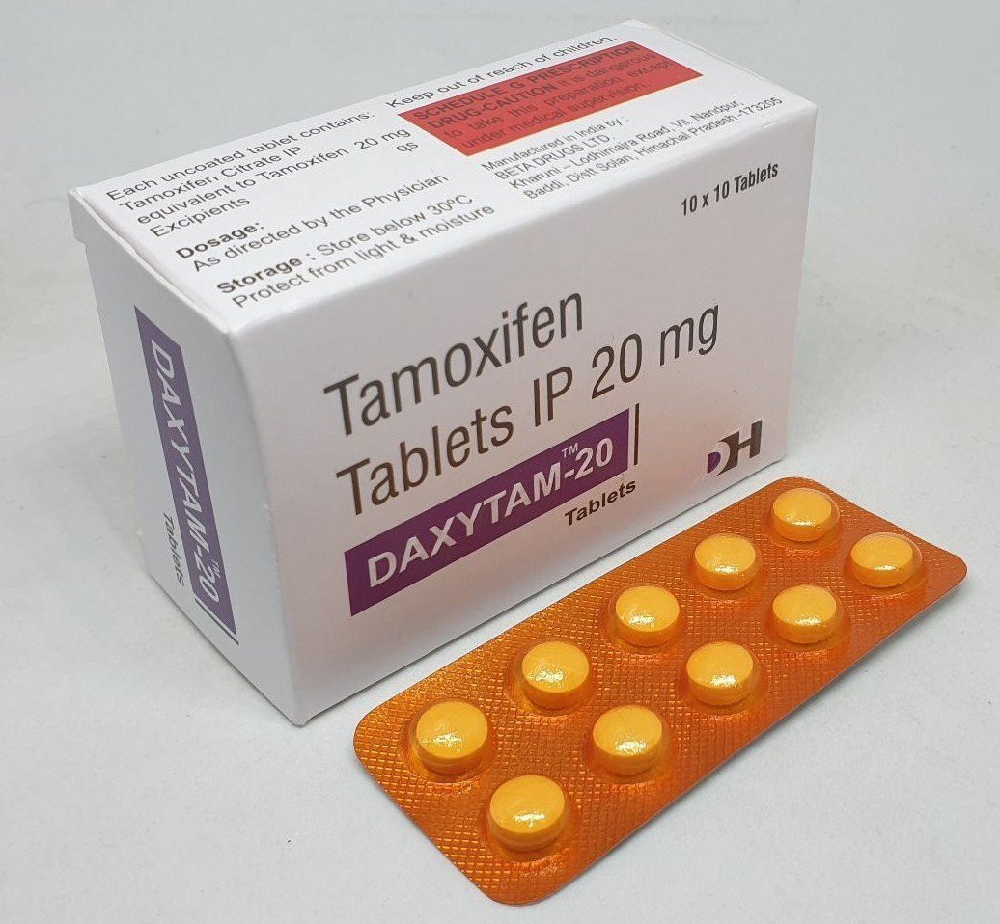 Each uncoated tablet contains:
Tamoxifen Citrate IP
equivalent to Tamoxifen 20 mg
Excipients qs
Dosage:
As directed by the Physician
Storage : Store below 30ºC
Protect from light & moisture
Keep out of reach of children.
SCHEDULE G PRESCRIPTION
DRUG-CAUTION It is dangerous
to take this preparation except
under medical supervision
Manufactured in India by :
BETA DRUGS LTD.
Kharuni – Lodhimajra Road, Vill. Nandpur,
Baddi, Distt Solan, Himachal Pradesh -173205
10 x 10 Tablets
Tamoxifen
Tablets IP 20 mg
DAXYTAM™-20
Tablets
DH
DAXYTAM-20™
Tablets